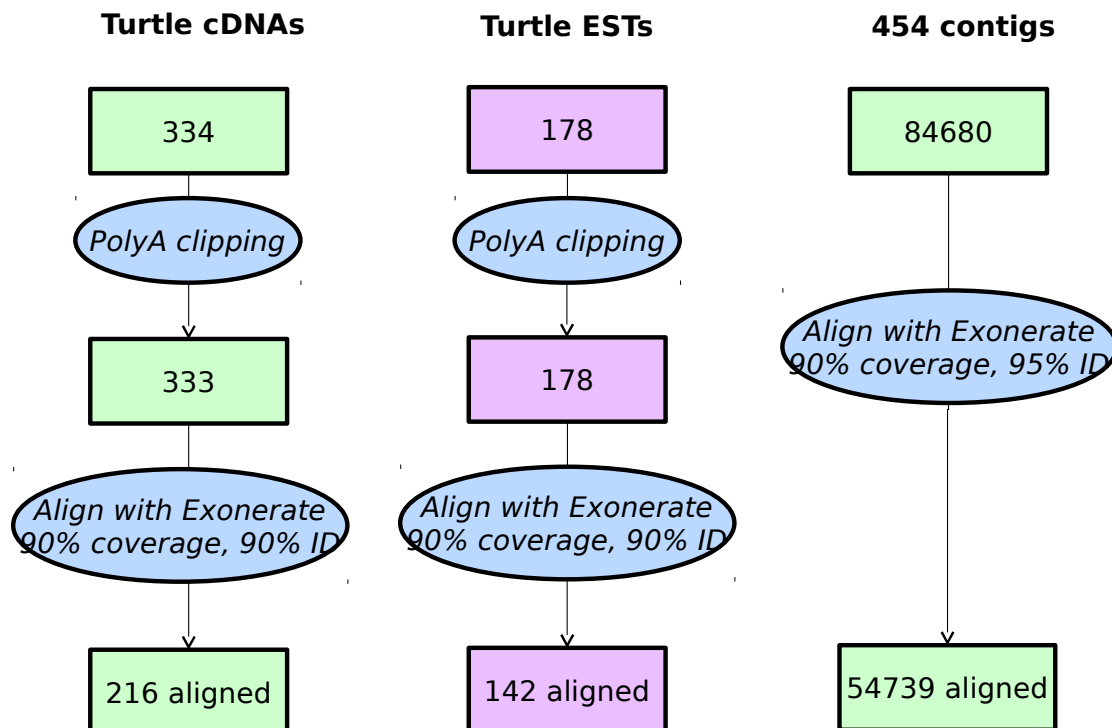 Turtle cDNAs
334
PolyA clipping
333
Align with Exonerate
90% coverage, 90% ID
216 aligned
Turtle ESTs
178
PolyA clipping
178
Align with Exonerate
90% coverage, 90% ID
142 aligned
454 contigs
84680
Align with Exonerate
90% coverage, 95% ID
54739 aligned